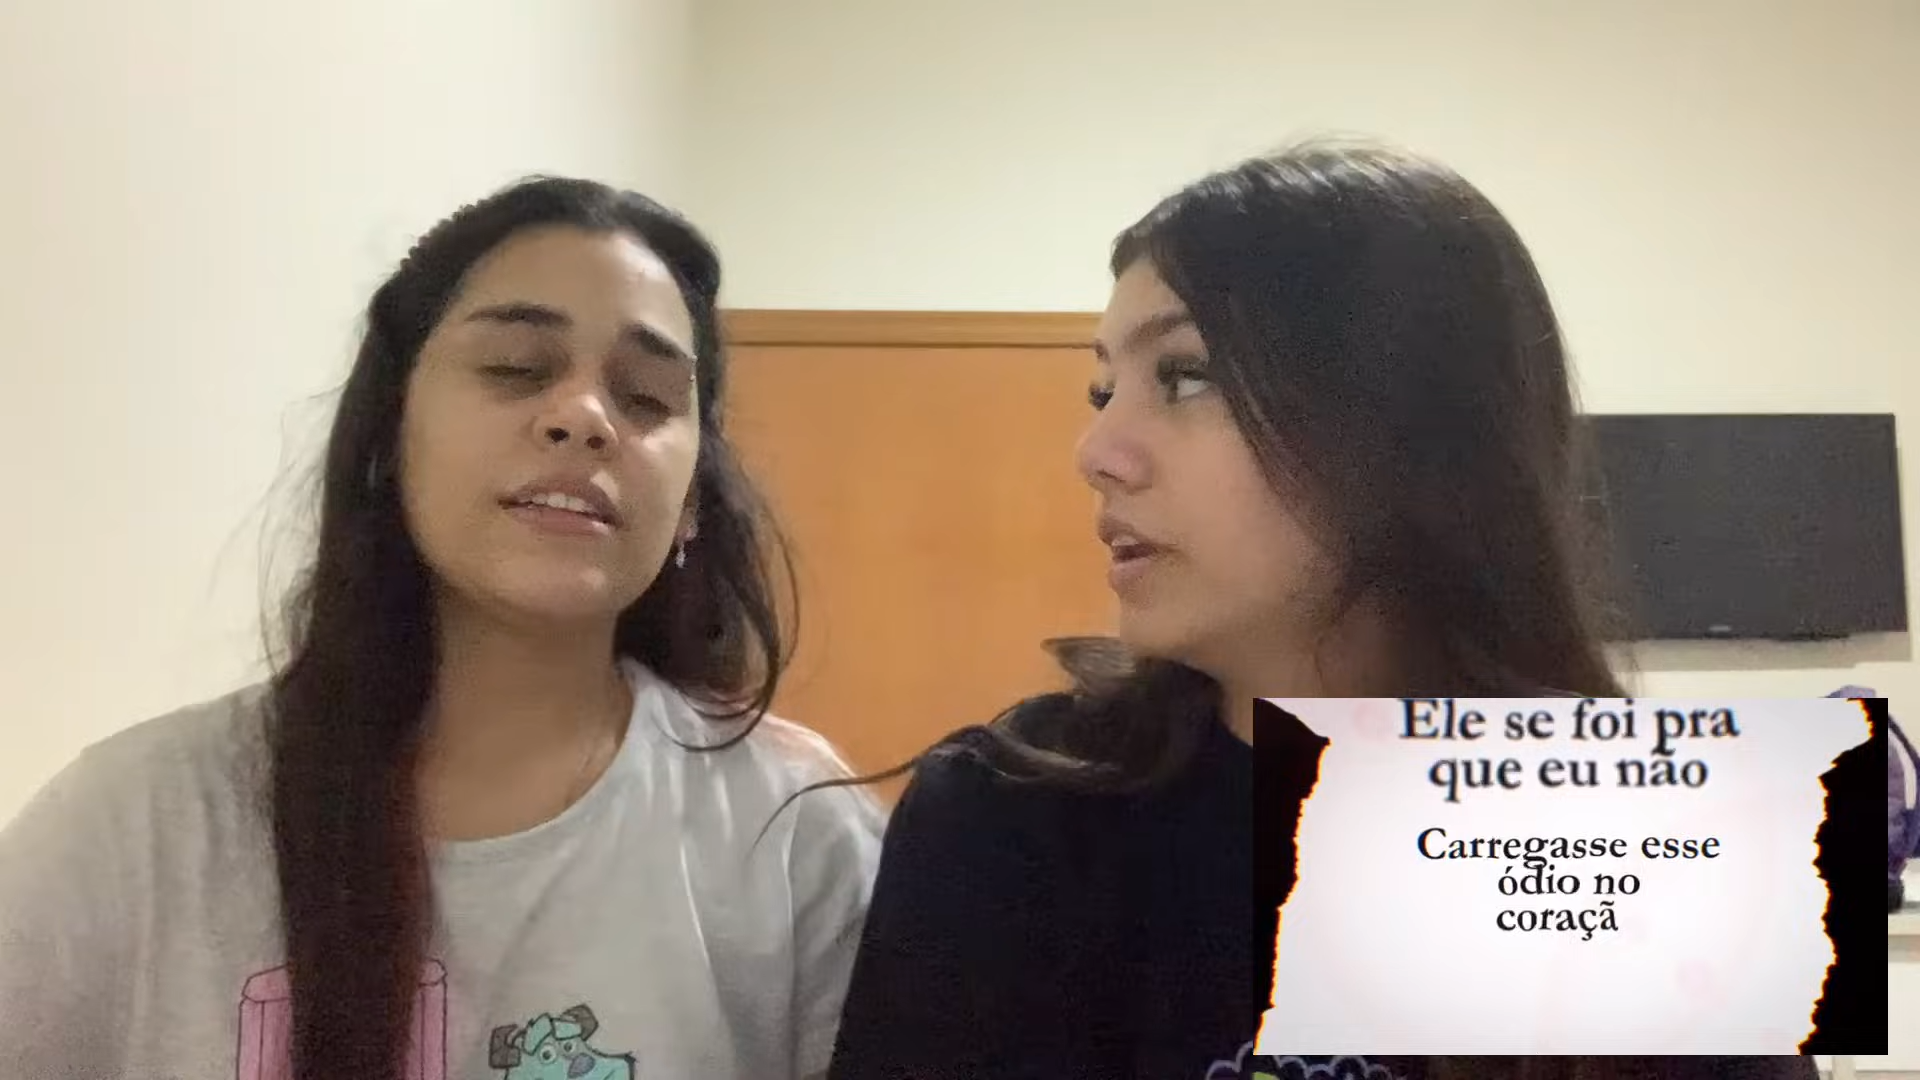 Ele se foi pra
que eu não
Carregasse esse
ódio no
coraçã